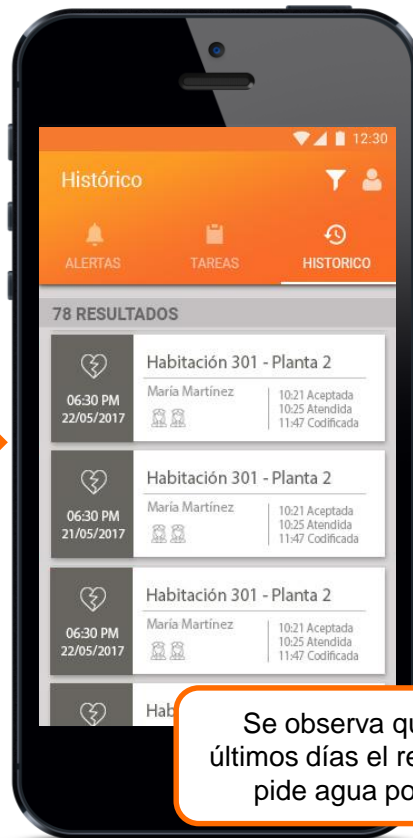 12:30
Histórico
ALERTAS TAREAS HISTORICO
78 RESULTADOS
Habitación 301 - Planta 2
María Martínez
06:30 PM
22/05/2017
10:21 Aceptada
10:25 Atendida
11:47 Codificada
Habitación 301 - Planta 2
María Martínez
06:30 PM
21/05/2017
10:21 Aceptada
10:25 Atendida
11:47 Codificada
Habitación 301 - Planta 2
María Martínez
06:30 PM
22/05/2017
10:21 Aceptada
10:25 Atendida
11:47 Codificada
Hab
Se observa qu
últimos días el re
pide agua po